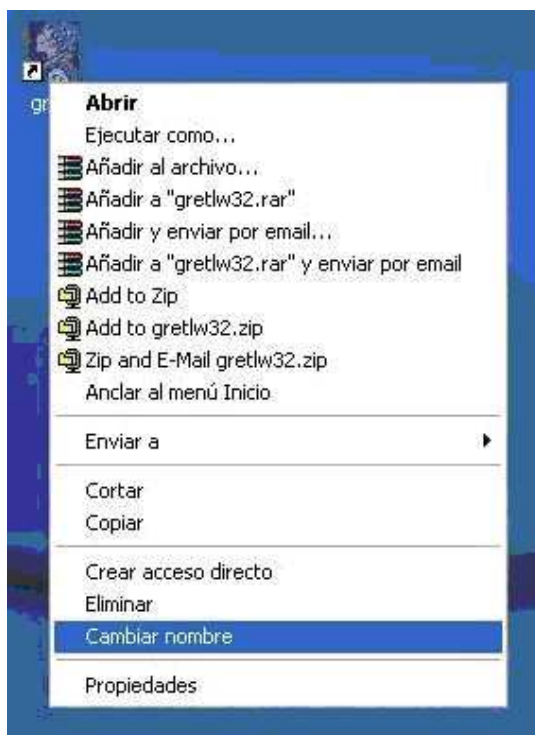 gr
Abrir
Ejecutar como...
Añadir al archivo...
Añadir a "gretlw32.rar"
Añadir y enviar por email...
Añadir a "gretlw32.rar" y enviar por email
Add to Zip
Add to gretlw32.zip
Zip and E-Mail gretlw32.zip
Anclar al menú Inicio
Enviar a
Cortar
Copiar
Crear acceso directo
Eliminar
Cambiar nombre
Propiedades